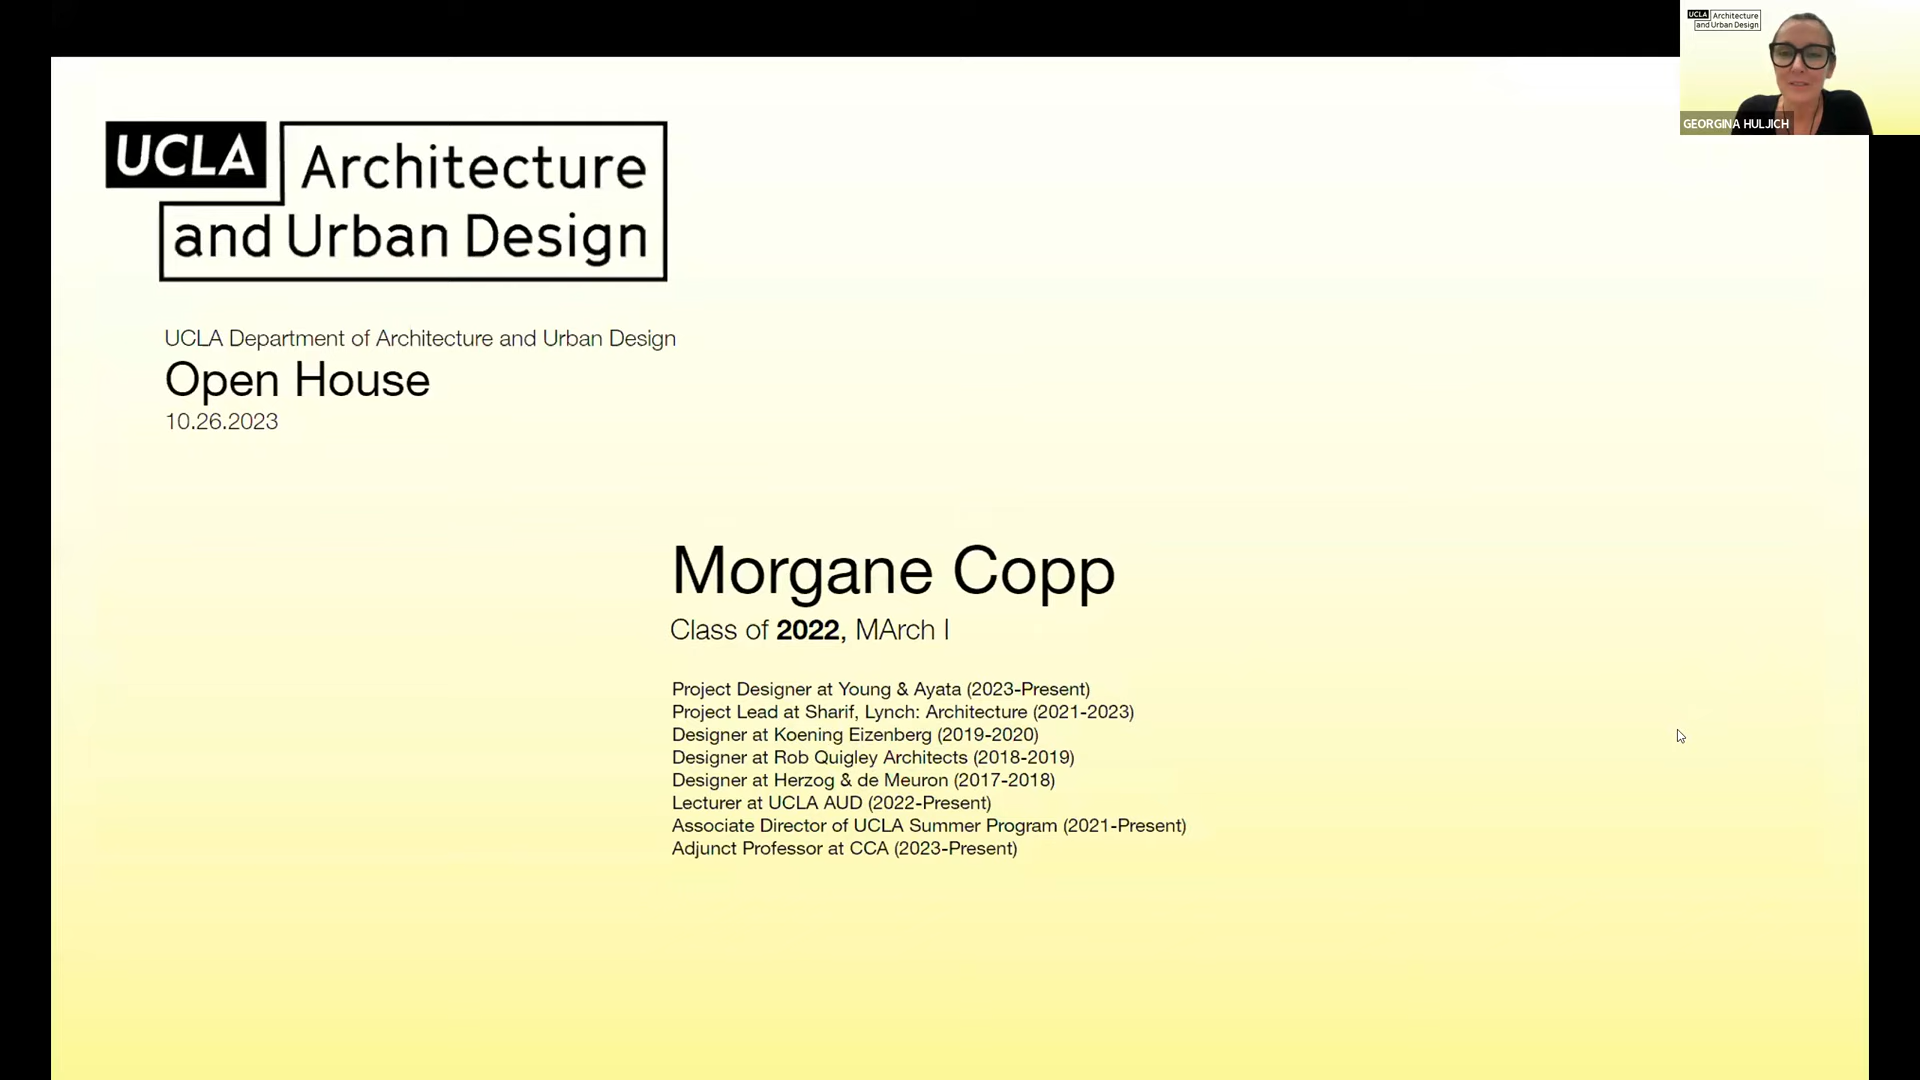 UCLA Architecture
and Urban Design
GEORGINA HULJICH
UCLA Architecture
and Urban Design
UCLA Department of Architecture and Urban Design
Open House
10.26.2023
Morgane Copp
Class of 2022, MArch I
Project Designer at Young & Ayata (2023-Present)
Project Lead at Sharif, Lynch: Architecture (2021-2023)
Designer at Koening Eizenberg (2019-2020)
Designer at Rob Quigley Architects (2018-2019)
Designer at Herzog & de Meuron (2017-2018)
Lecturer at UCLA AUD (2022-Present)
Associate Director of UCLA Summer Program (2021-Present)
Adjunct Professor at CCA (2023-Present)